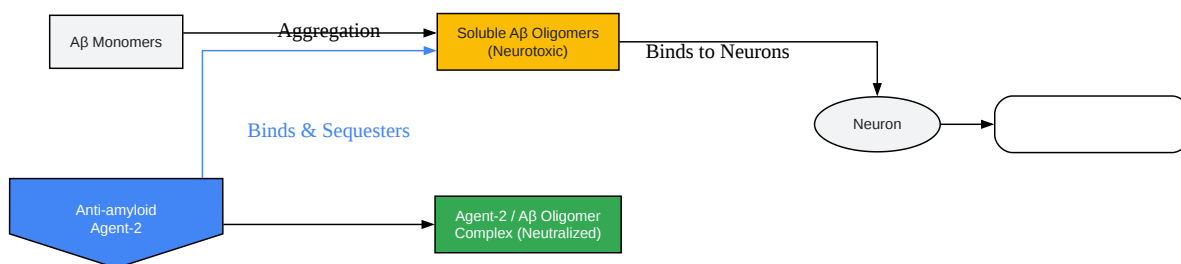 Aβ Monomers
Aggregation
Soluble Aβ Oligomers
(Neurotoxic)
Binds to Neurons
Neuron
Binds & Sequesters
Anti-amyloid
Agent-2
Agent-2 / Aβ Oligomer
Complex (Neutralized)